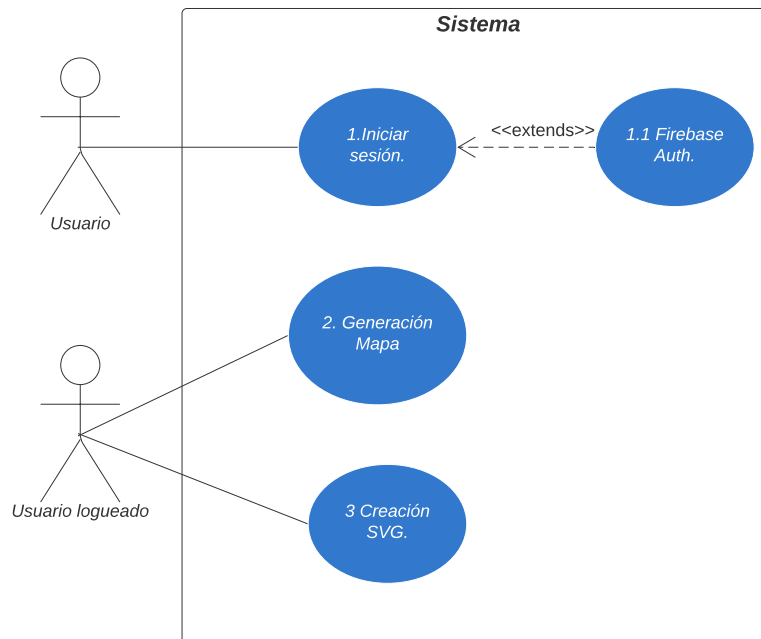 Sistema
1.Iniciar
sesión.
<<extends>>
1.1 Firebase
Auth.
Usuario
2. Generación
Mapa
Usuario logueado
3 Creación
SVG.